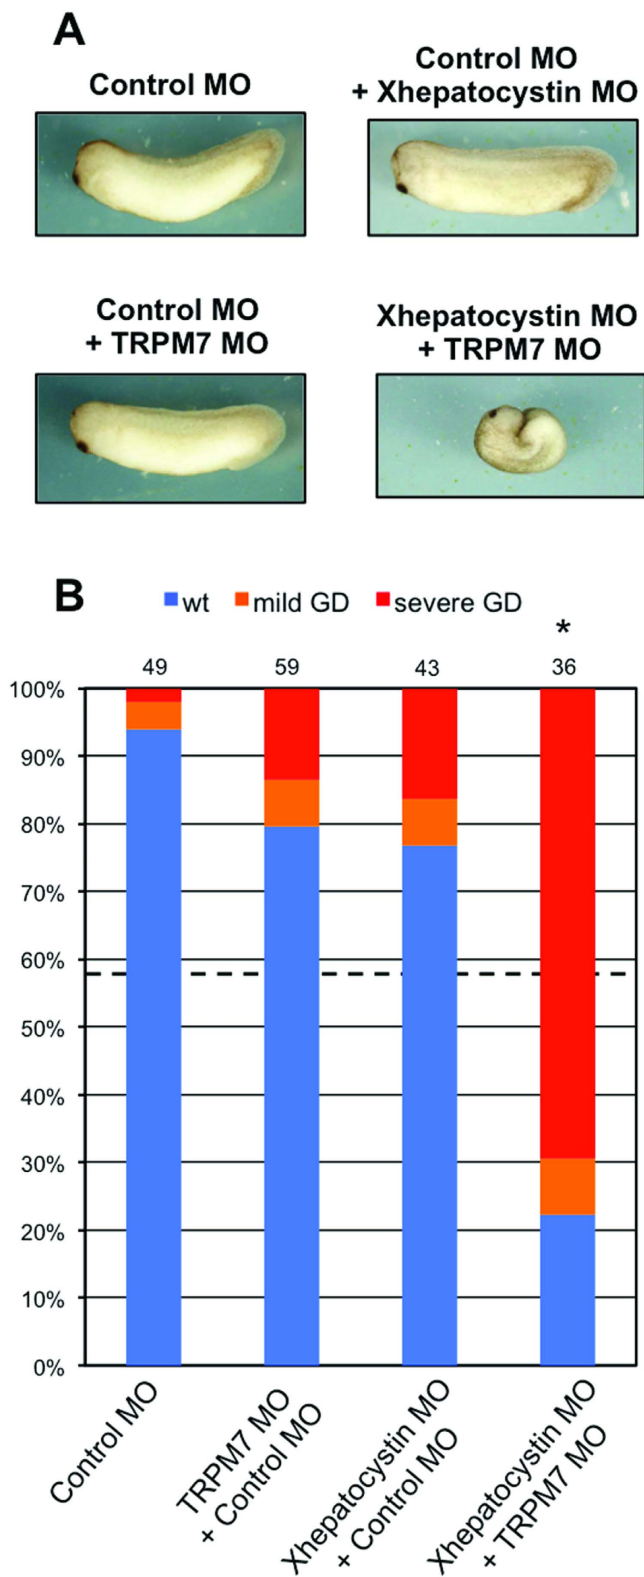 A
Control MO
Control MO
+ Xhepatocystin MO
Control MO
+ TRPM7 MO
Xhepatocystin MO
+ TRPM7 MO
B
wt mild GD severe GD
*
49 59 43 36
100%
90%
80%
70%
60%
50%
40%
30%
20%
10%
0%
Control MO
TRPM7 MO
+ Control MO
Xhepatocystin MO
+ Control MO
Xhepatocystin MO
+ TRPM7 MO